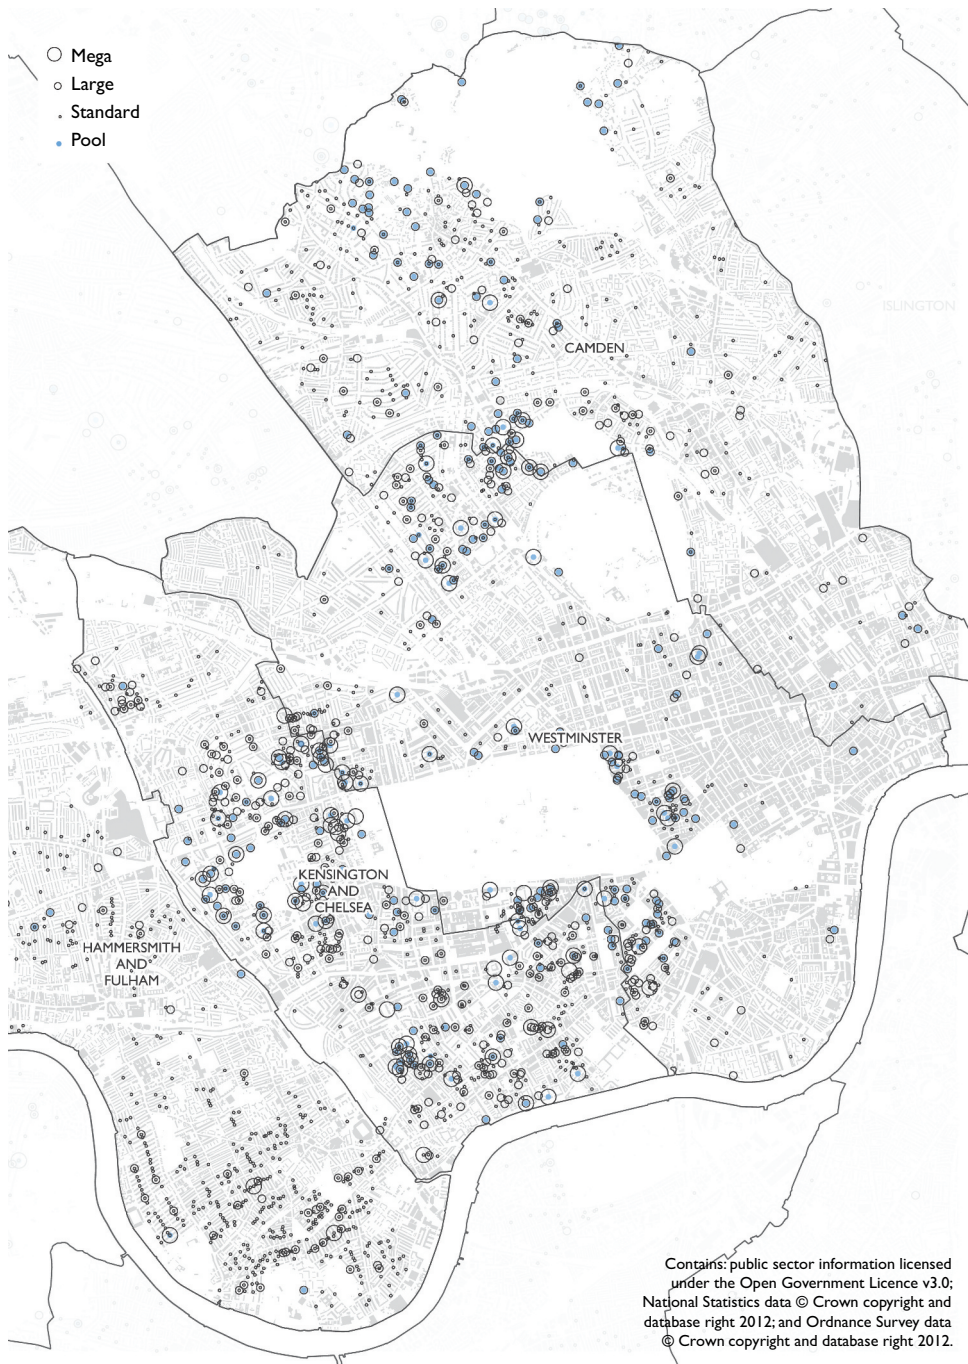 Mega
Large
Standard
Pool
ISLINGTON
CAMDEN
WESTMINSTER
KENSINGTON
AND
CHELSEA
HAMMERSMITH
AND
FULHAM
Contains: public sector information licensed
under the Open Government Licence v3.0;
National Statistics data © Crown copyright and
database right 2012; and Ordnance Survey data
© Crown copyright and database right 2012.